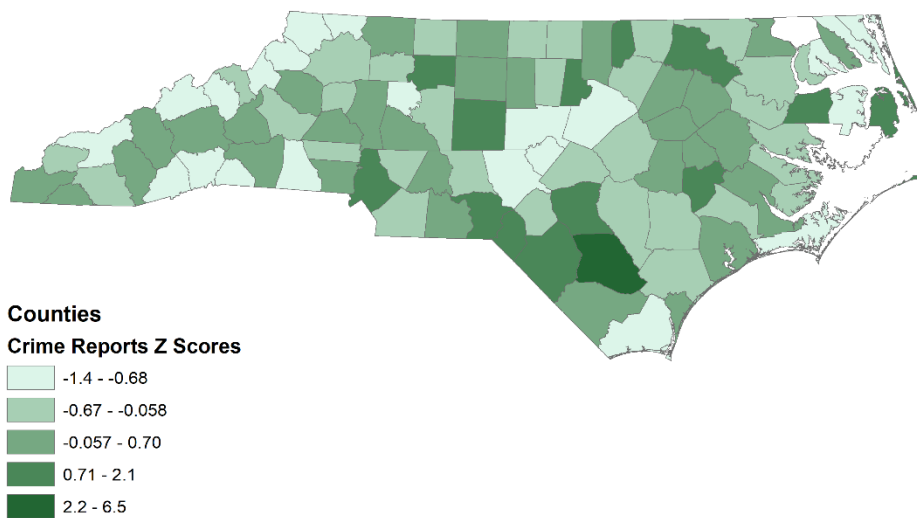 Counties
Crime Reports Z Scores
-1.4 - -0.68
-0.67 - -0.058
-0.057 - 0.70
0.71 - 2.1
2.2 - 6.5